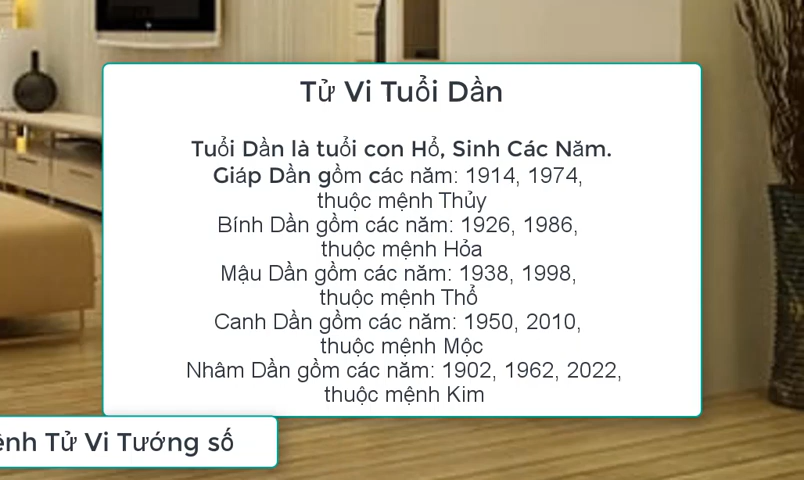 Tử Vi Tuổi Dần
Tuổi Dần là tuổi con Hổ, Sinh Các Năm.
Giáp Dần gồm các năm: 1914, 1974,
thuộc mệnh Thủy
Bính Dần gồm các năm: 1926, 1986,
thuộc mệnh Hỏa
Mậu Dần gồm các năm: 1938, 1998,
thuộc mệnh Thổ
Canh Dần gồm các năm: 1950, 2010,
thuộc mệnh Mộc
Nhâm Dần gồm các năm: 1902, 1962, 2022,
thuộc mệnh Kim
Tử Vi Tướng số